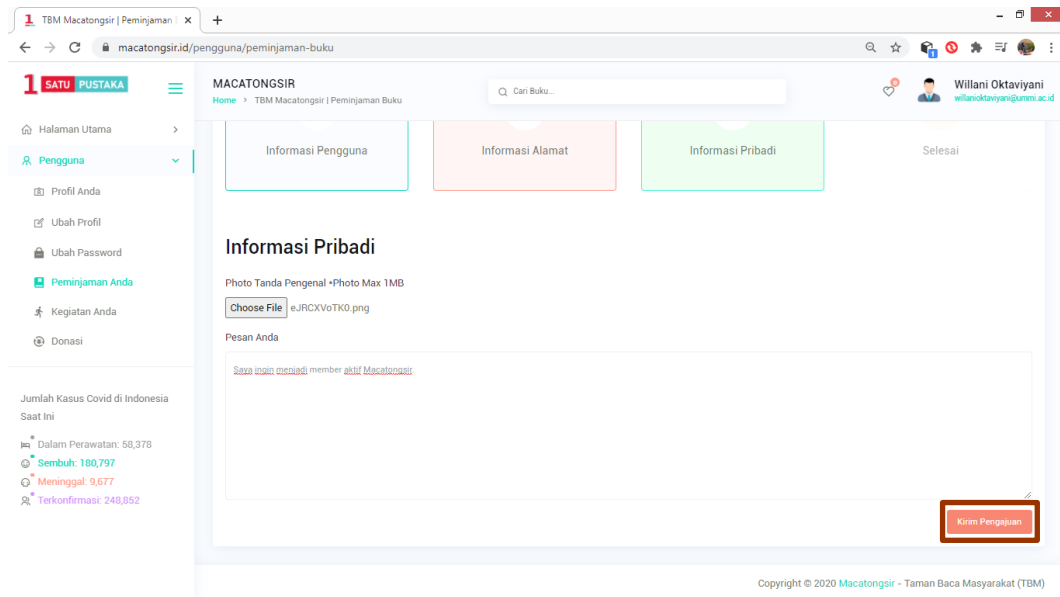 TBM Macatongsir | Peminjaman
macatongsir.id/pengguna/peminjaman-buku
1 SATU PUSTAKA
MACATONGSIR
Home > TBM Macatongsir | Peminjaman Buku
Cari Buku...
0
Willani Oktaviyani
willanioktaviyani@ummi.ac.id
Halaman Utama
Pengguna
Profil Anda
Ubah Profil
Ubah Password
Peminjaman Anda
Kegiatan Anda
Donasi
Jumlah Kasus Covid di Indonesia
Saat Ini
Dalam Perawatan: 58,378
Sembuh: 180,797
Meninggal: 9,677
Terkonfirmasi: 248,852
Informasi Pengguna
Informasi Alamat
Informasi Pribadi
Selesai
Informasi Pribadi
Photo Tanda Pengenal *Photo Max 1MB
Choose File eJRCXVoTK0.png
Pesan Anda
Saya ingin menjadi member aktif Macatongsir.
Kirim Pengajuan
Copyright © 2020 Macatongsir - Taman Baca Masyarakat (TBM)